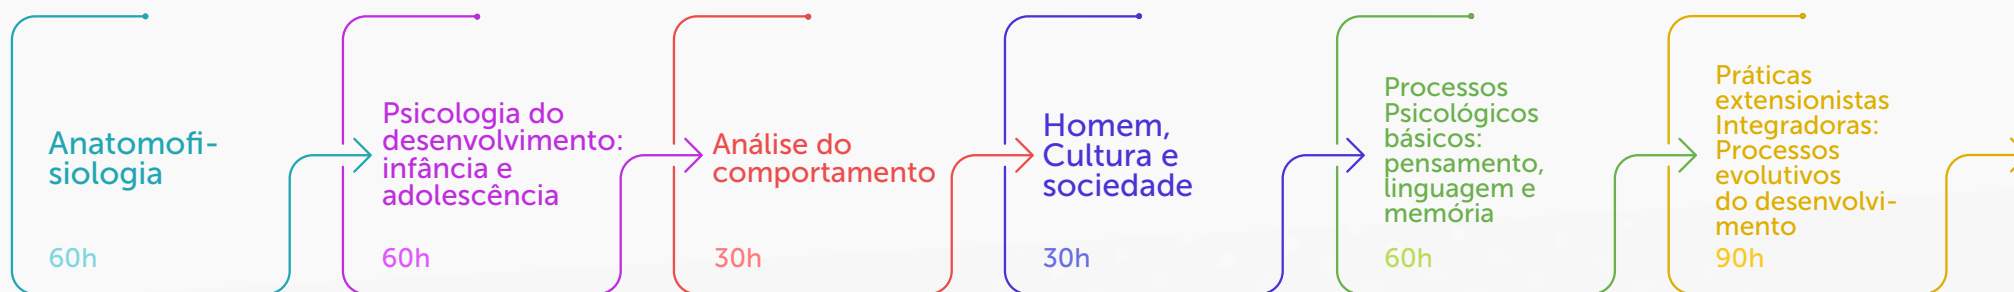 Anatomofi-
siologia
60h
Psicologia do
desenvolvimento:
infância e
adolescência
60h
Análise do
comportamento
30h
Homem,
Cultura e
sociedade
30h
Processos
Psicológicos
básicos:
pensamento,
linguagem e
memória
60h
Práticas
extensionistas
Integradoras:
Processos
evolutivos
do desenvolvi-
mento
90h